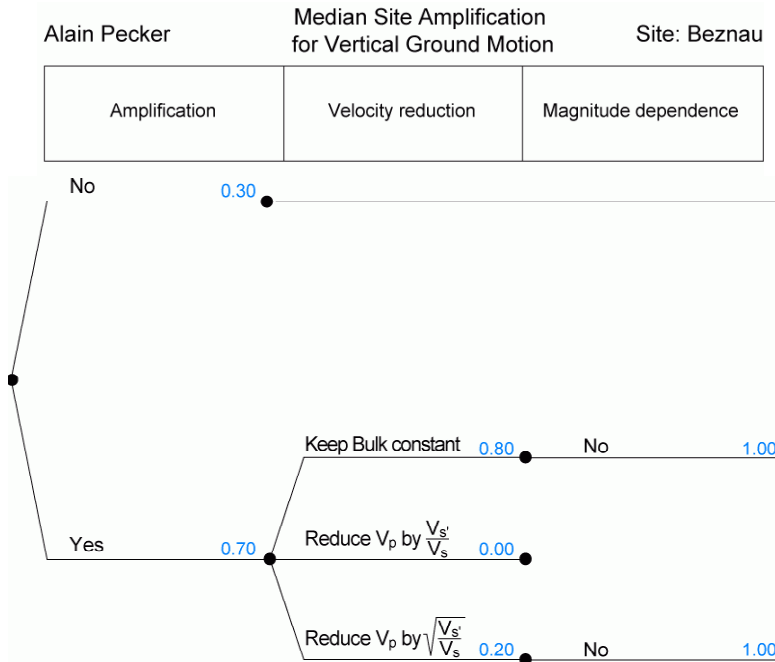 Alain Pecker
Median Site Amplification
for Vertical Ground Motion
Site: Beznau
Amplification
Velocity reduction
Magnitude dependence
No
0.30
Keep Bulk constant
0.80
No
1.00
Yes
0.70
Reduce Vp by Vs'/Vs
0.00
Reduce Vp by √Vs'/Vs
0.20
No
1.00